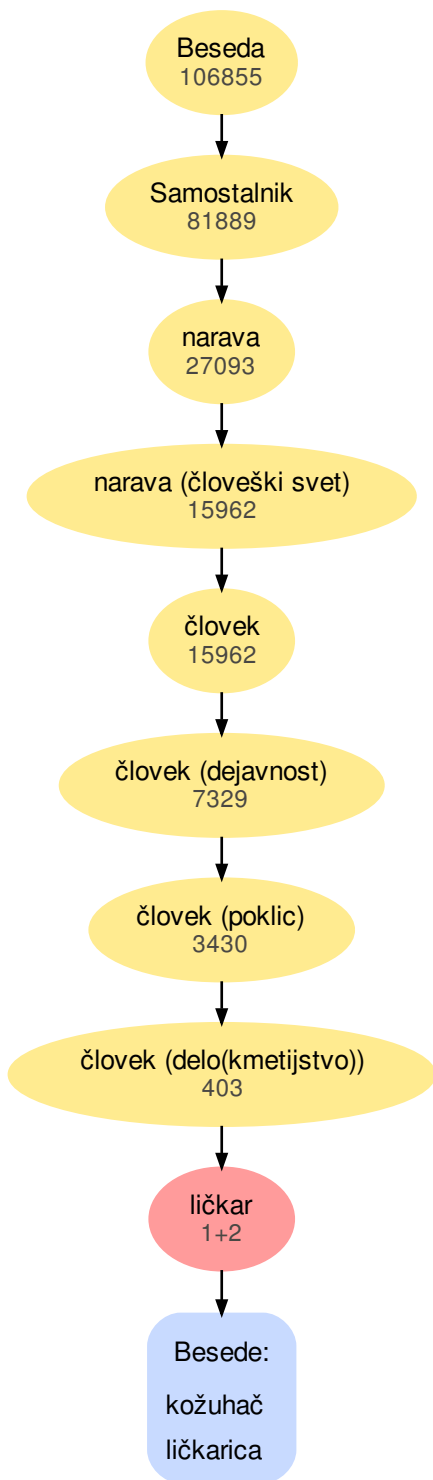 Beseda
106855
Samostalnik
81889
narava
27093
narava (človeški svet)
15962
človek
15962
človek (dejavnost)
7329
človek (poklic)
3430
človek (delo(kmetijstvo))
403
ličkar
1+2
Besede:
kožuhač
ličkarica